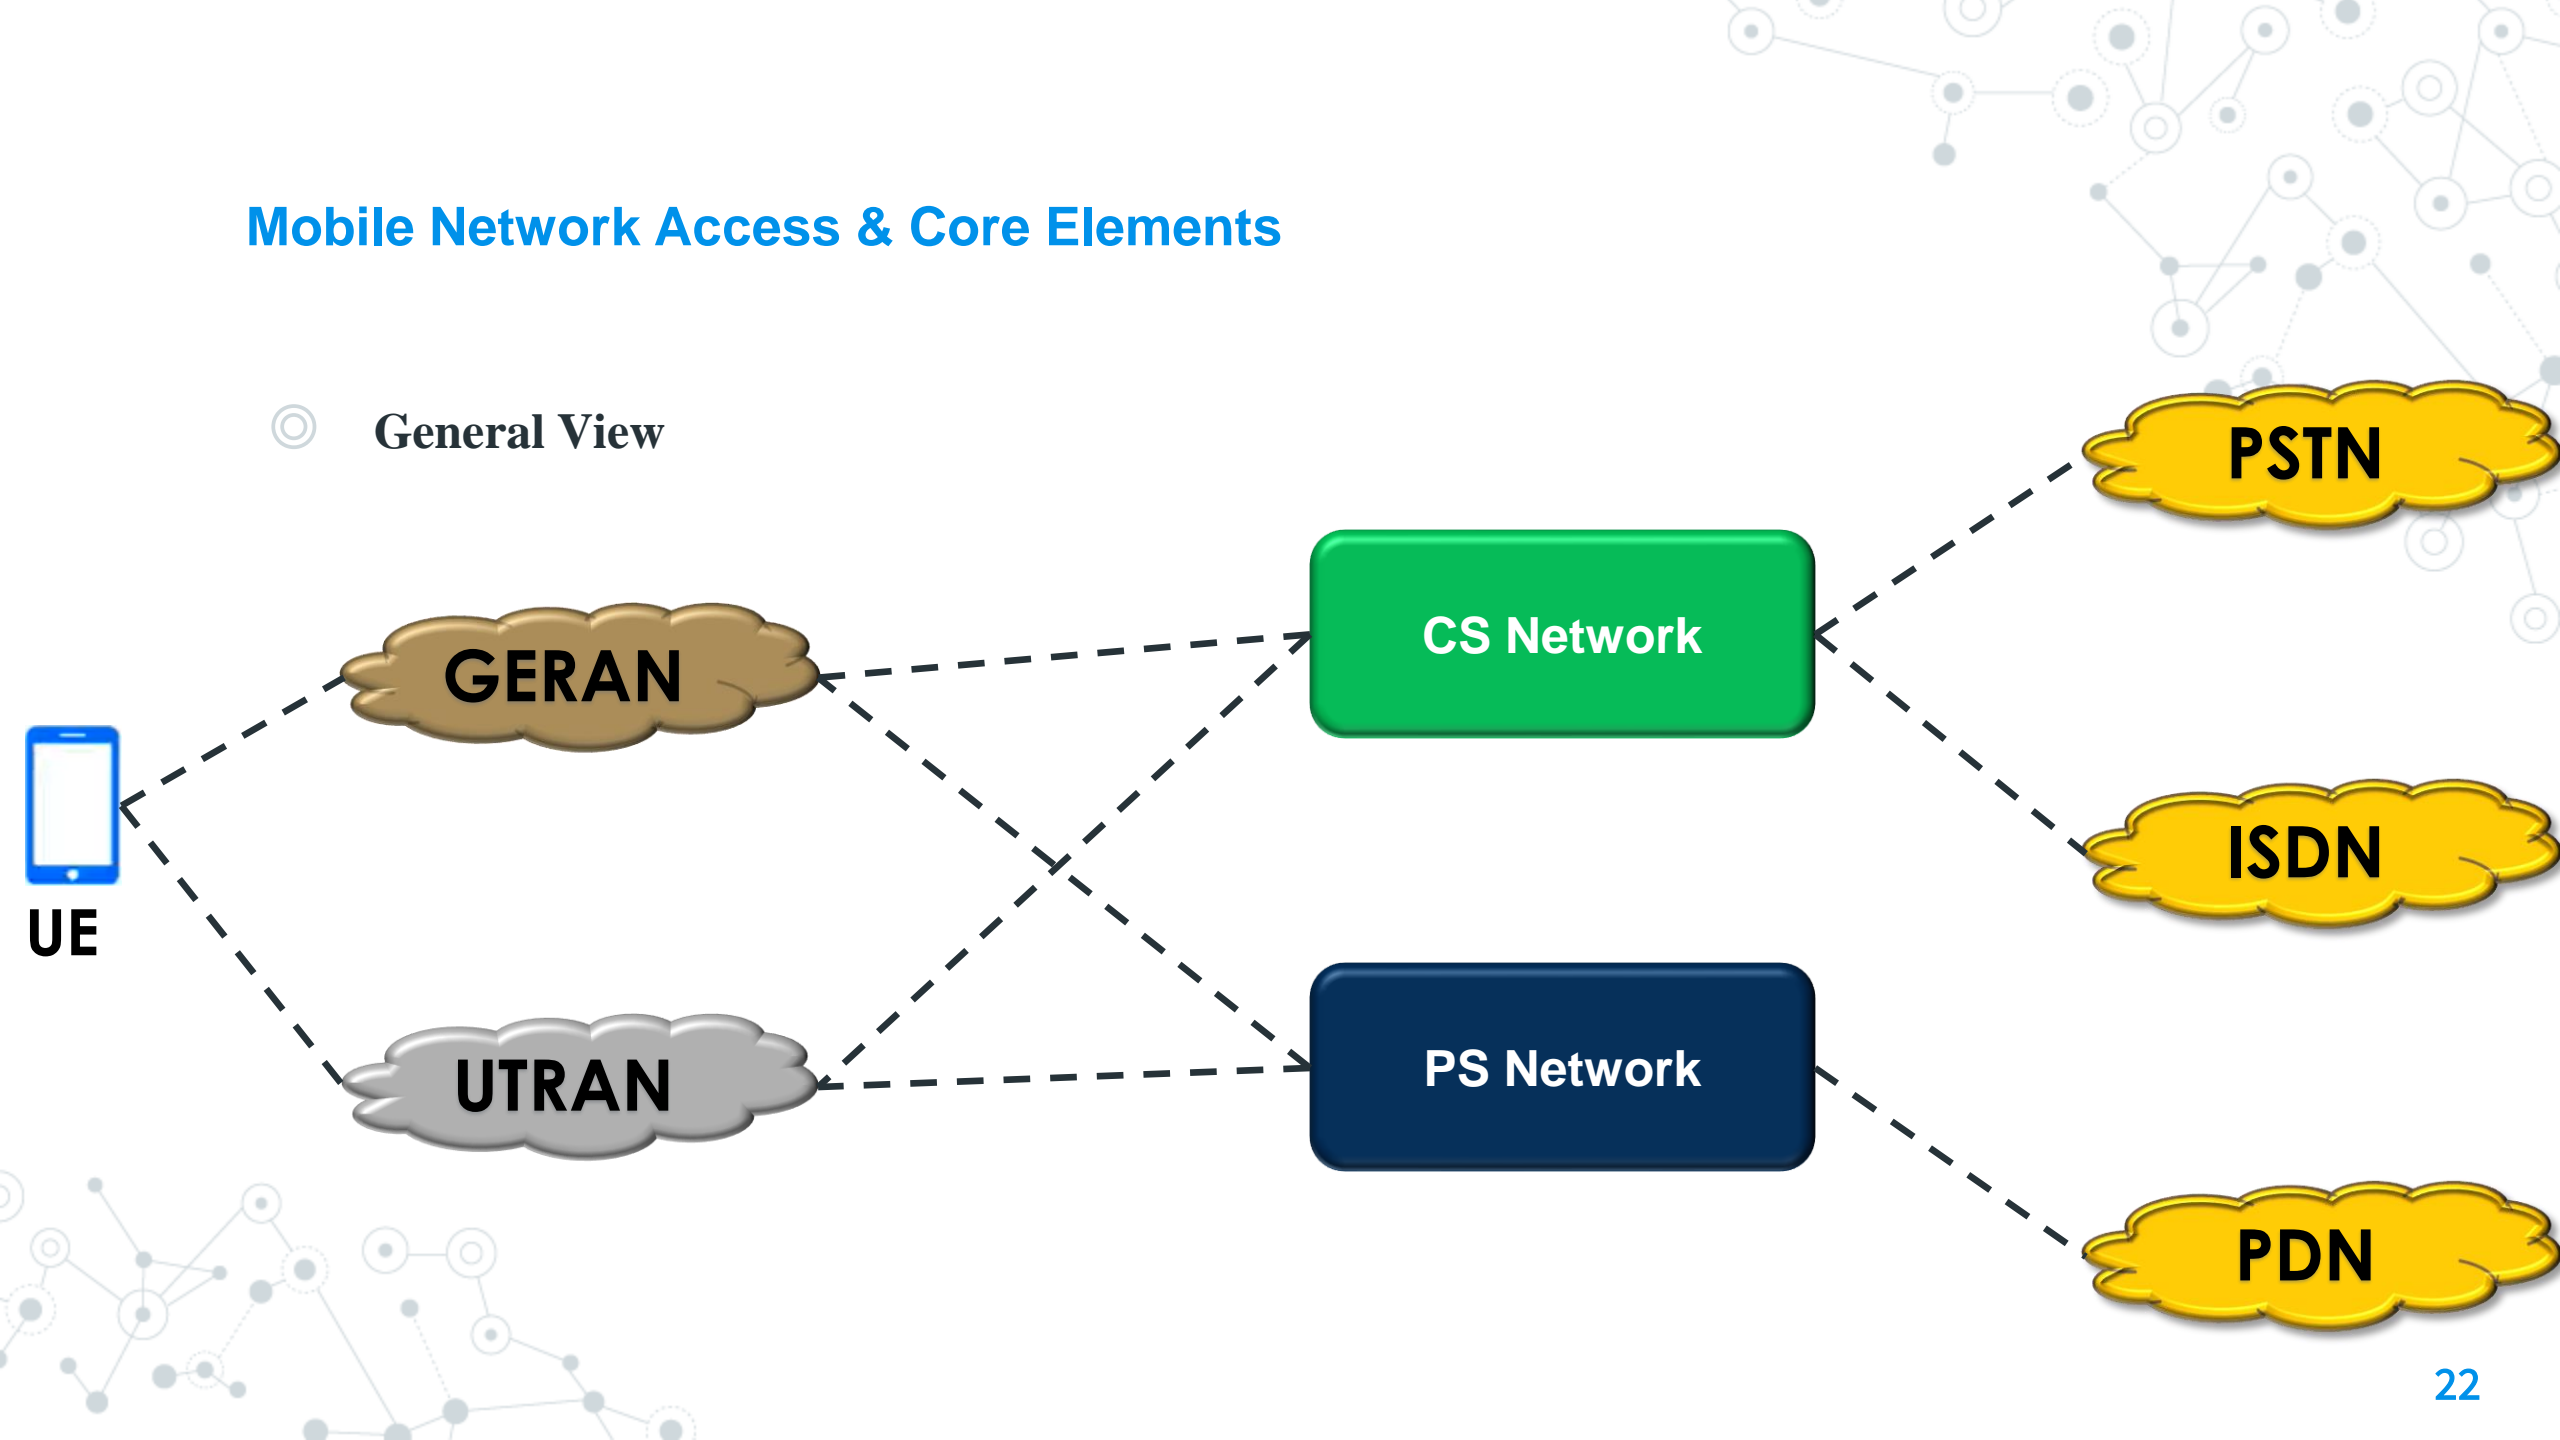 Mobile Network Access & Core Elements
General View
PSTN
CS Network
GERAN
ISDN
UE
PS Network
UTRAN
PDN
22